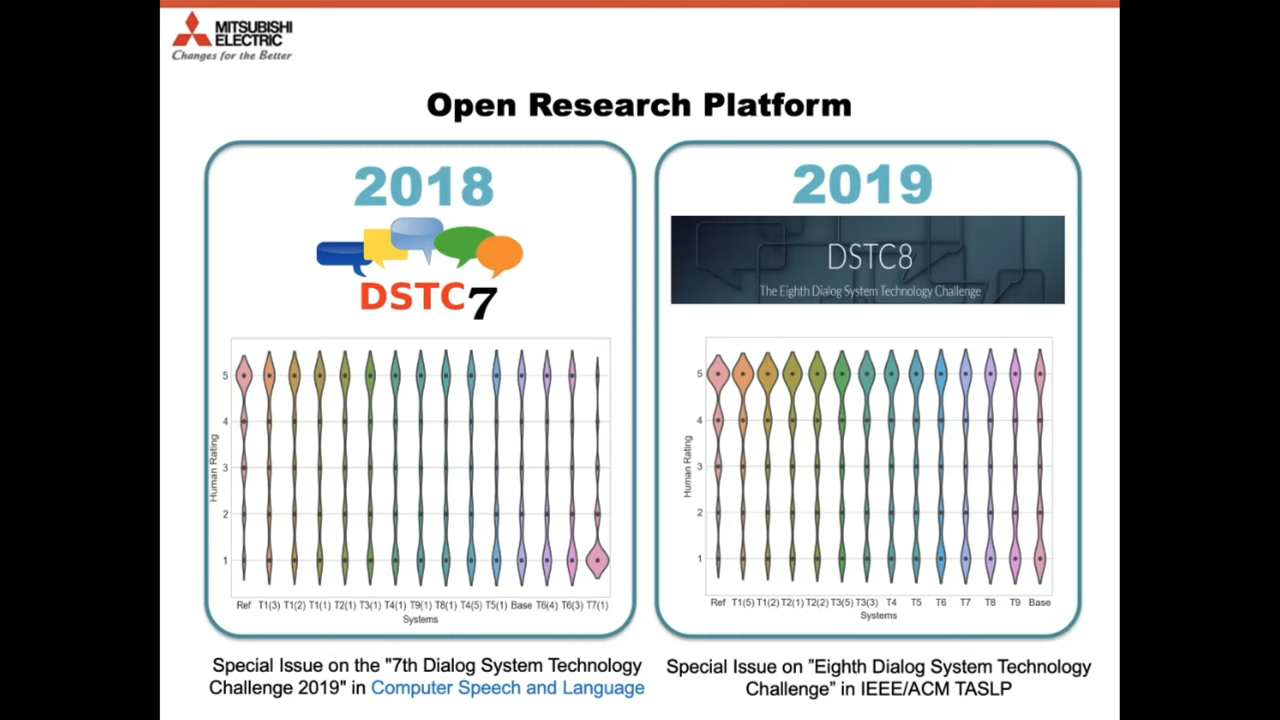 MITSUBISHI
ELECTRIC
Changes for the Better
Open Research Platform
2018
DSTC7
Human Rating
5
4
3
2
1
Ref T1(3) T1(2) T1(1) T2(1) T3(1) T4(1) T9(1) T8(1) T4(5) T5(1) Base T6(4) T6(3) T7(1)
Systems
Special Issue on the "7th Dialog System Technology
Challenge 2019" in Computer Speech and Language
2019
DSTC8
The Eighth Dialog System Technology Challenge
Human Rating
5
4
3
2
1
Ref T1(5) T1(2) T2(1) T2(2) T3(5) T3(3) T4 T5 T6 T7 T8 T9 Base
Systems
Special Issue on ”Eighth Dialog System Technology
Challenge” in IEEE/ACM TASLP